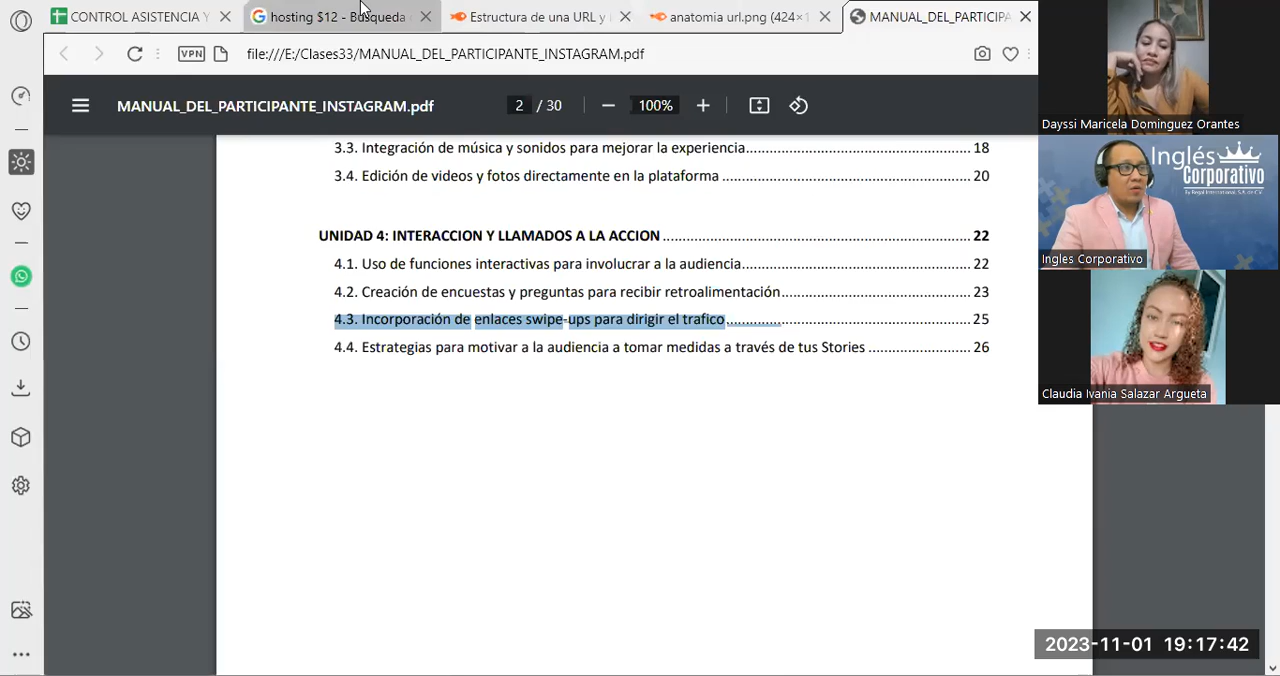 CONTROL ASISTENCIA Y
hosting $12 - Búsqueda
Estructura de una URL y
anatomia url.png (424×1
MANUAL_DEL_PARTICIPA
VPN
file:///E:/Clases33/MANUAL_DEL_PARTICIPANTE_INSTAGRAM.pdf
MANUAL_DEL_PARTICIPANTE_INSTAGRAM.pdf
2 / 30
100%
3.3. Integración de música y sonidos para mejorar la experiencia 18
3.4. Edición de videos y fotos directamente en la plataforma 20
UNIDAD 4: INTERACCION Y LLAMADOS A LA ACCION 22
4.1. Uso de funciones interactivas para involucrar a la audiencia 22
4.2. Creación de encuestas y preguntas para recibir retroalimentación 23
4.3. Incorporación de enlaces swipe-ups para dirigir el trafico 25
4.4. Estrategias para motivar a la audiencia a tomar medidas a través de tus Stories 26
Dayssi Maricela Dominguez Orantes
Inglés
Corporativo
By Regal International, S.A. de C.V.
Ingles Corporativo
Claudia Ivania Salazar Argueta
2023-11-01 19:17:42